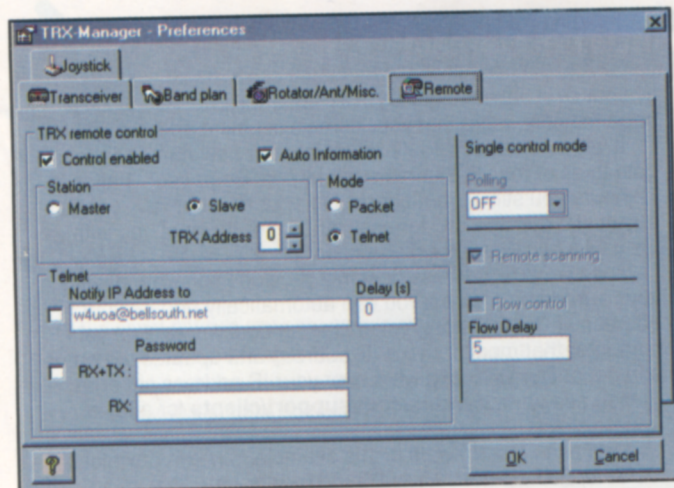 TRX-Manager - Preferences
Joystick
Transceiver
Band plan
Rotator/Ant/Misc.
Remote
TRX remote control
Control enabled
Auto Information
Station
Master
Slave
TRX Address 0
Mode
Packet
Telnet
Telnet
Notify IP Address to
w4uoa@bellsouth.net
Delay (s)
0
Password
RX+TX :
RX:
Single control mode
Polling
OFF
Remote scanning
Flow control
Flow Delay
5
?
OK
Cancel